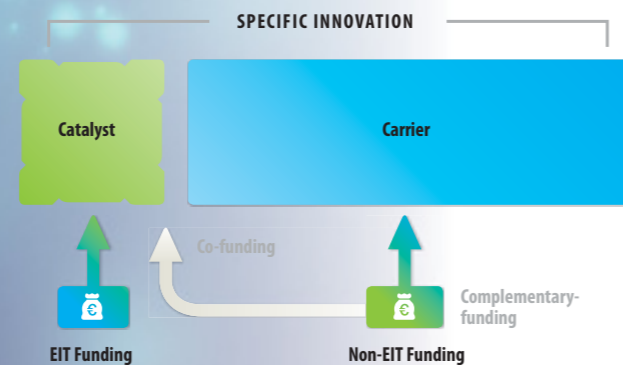 SPECIFIC INNOVATION
Catalyst
Carrier
Co-funding
€
€
Complementary-
funding
EIT Funding
Non-EIT Funding